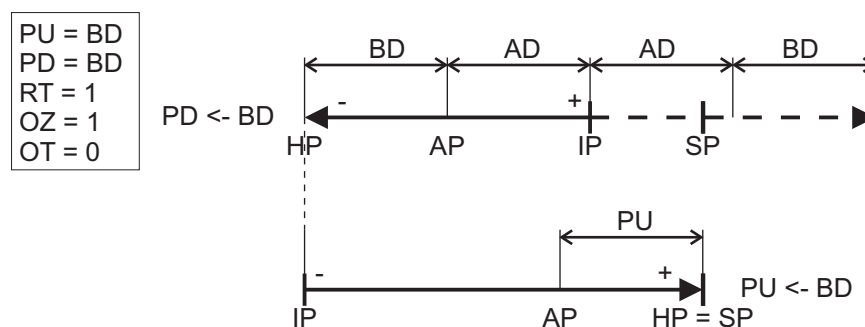 PU = BD
PD = BD
RT = 1
OZ = 1
OT = 0
BD AD AD BD
PD <- BD - +
HP AP IP SP
PU
- + PU <- BD
IP AP HP = SP